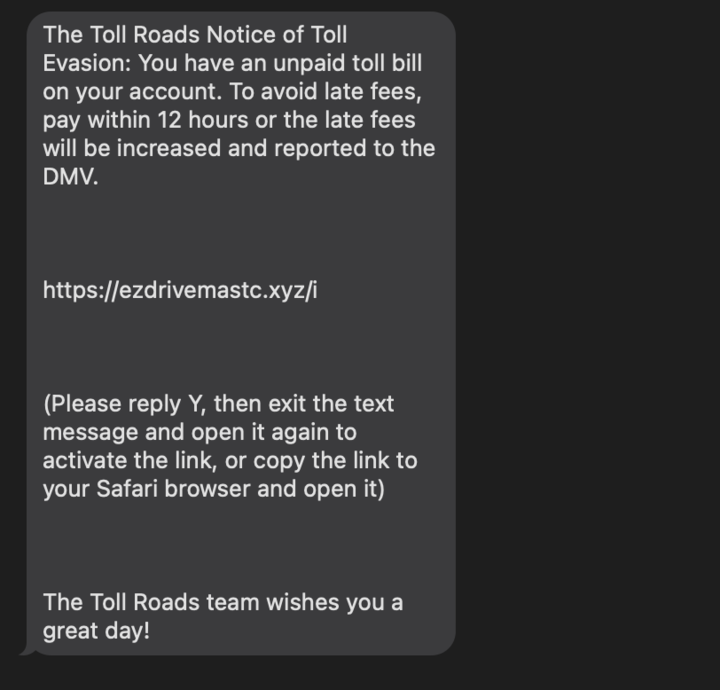 The Toll Roads Notice of Toll
Evasion: You have an unpaid toll bill
on your account. To avoid late fees,
pay within 12 hours or the late fees
will be increased and reported to the
DMV.
https://ezdrivemastc.xyz/i
(Please reply Y, then exit the text
message and open it again to
activate the link, or copy the link to
your Safari browser and open it)
The Toll Roads team wishes you a
great day!